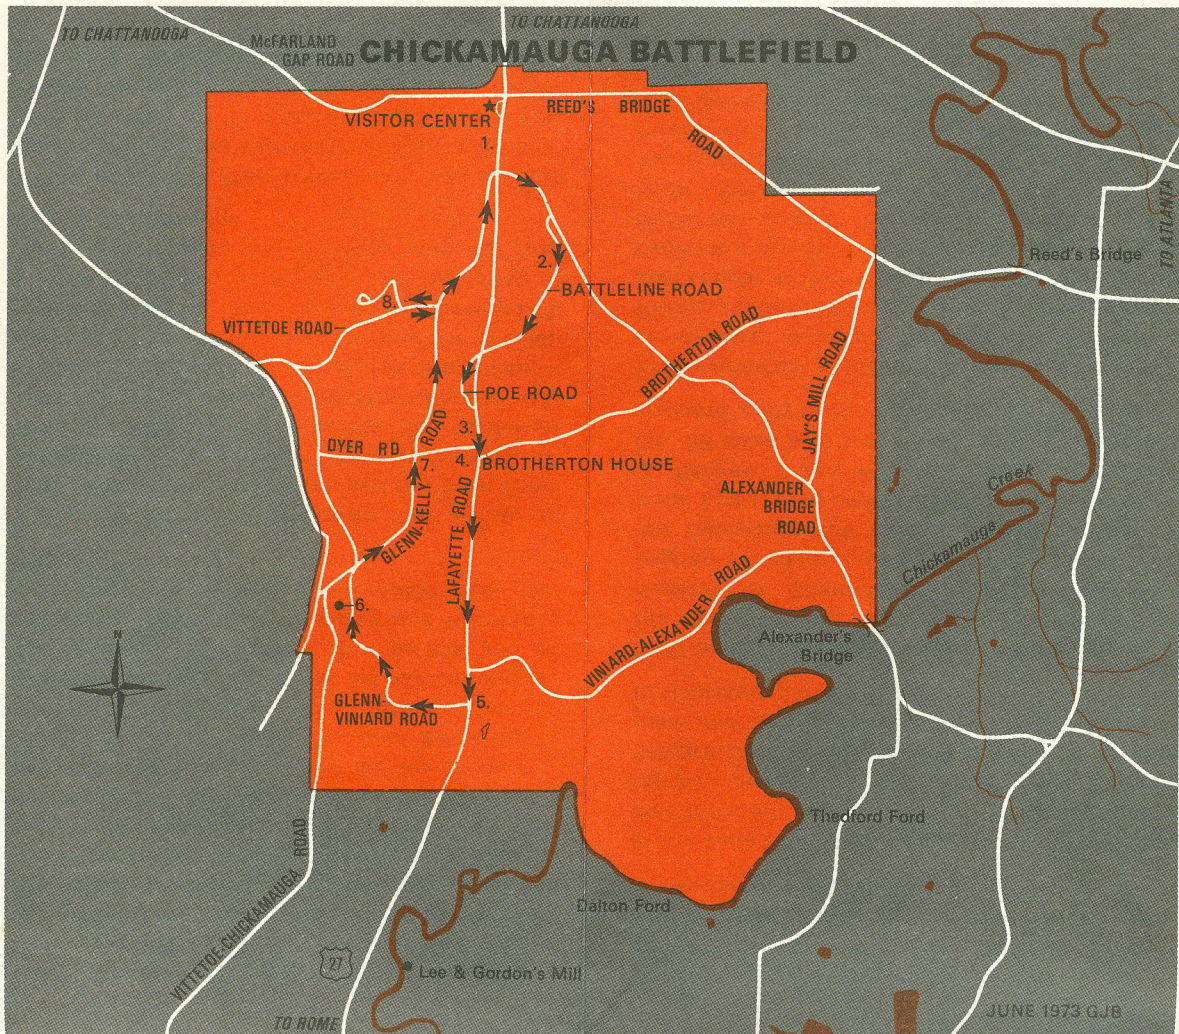 TO CHATTANOOGA
TO CHATTANOOGA
McFARLAND
GAP ROAD
CHICKAMAUGA BATTLEFIELD
VISITOR CENTER
REED'S BRIDGE
ROAD
1.
TO ATLANTA
Reed's Bridge
2.
BATTLELINE ROAD
8.
VITTETOE ROAD
BROTHERTON ROAD
JAY'S MILL ROAD
POE ROAD
3.
DYER RD
GLENN-KELLY
ROAD
7.
4.
BROTHERTON HOUSE
LAFAYETTE ROAD
ALEXANDER
BRIDGE
ROAD
Chickamauga Creek
VINIARD-ALEXANDER ROAD
6.
Alexander's
Bridge
N
GLENN-
VINIARD ROAD
5.
Thedford Ford
VITTETOE-CHICKAMAUGA ROAD
Dalton Ford
27
Lee & Gordon's Mill
TO ROME
JUNE 1973 GJB